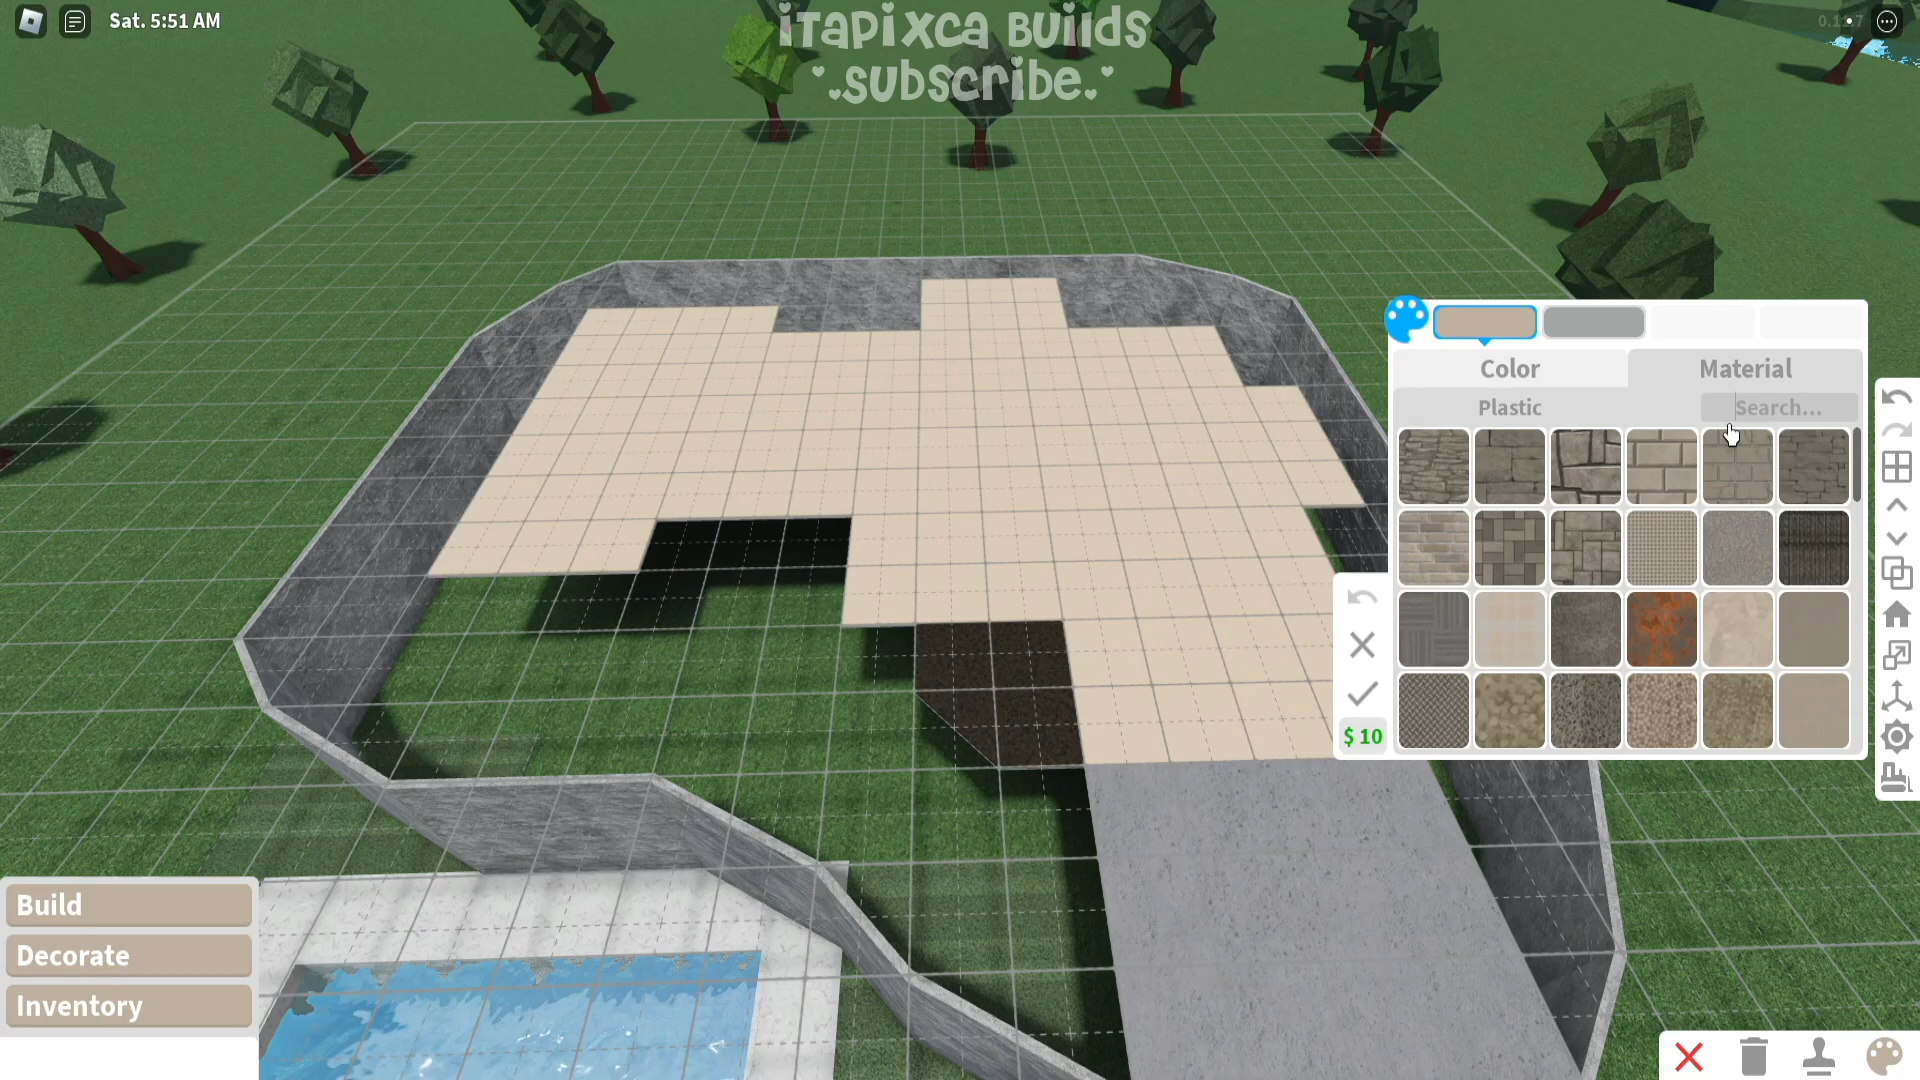 Sat. 5:51 AM
iTapixca Builds
.subscribe.
Color
Material
Plastic
Search...
$ 10
Build
Decorate
Inventory